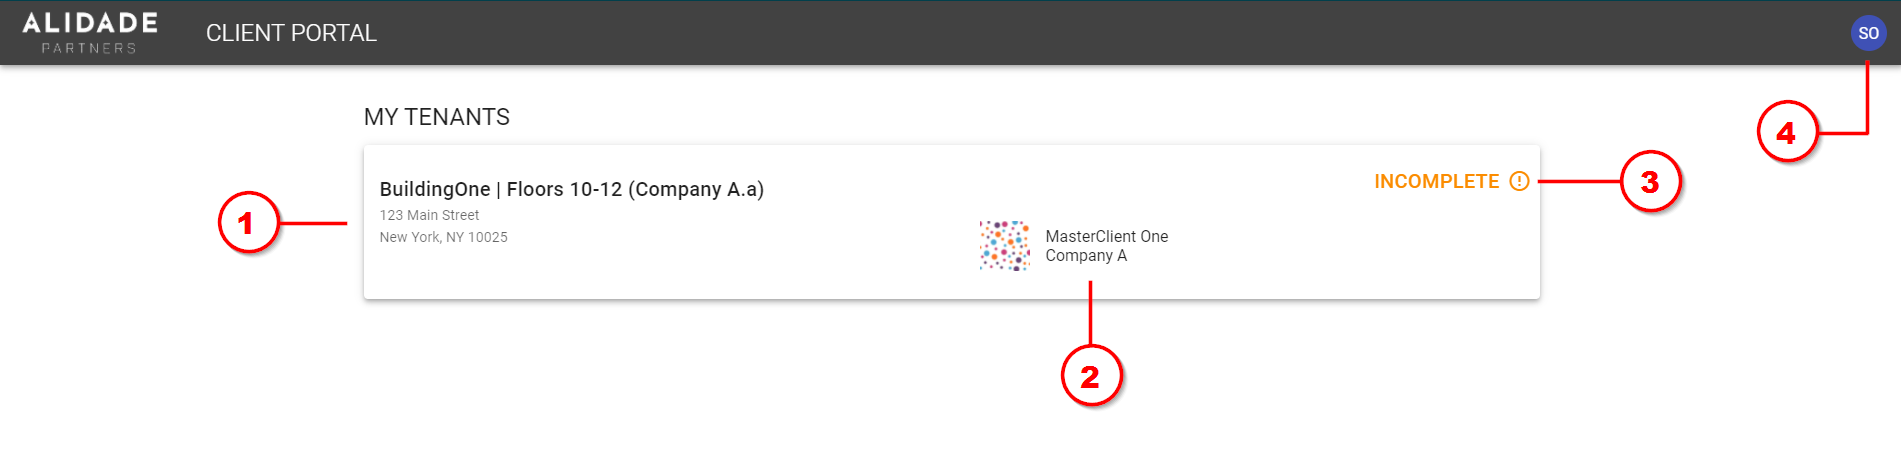 ALIDADE
PARTNERS
CLIENT PORTAL
SO
4
MY TENANTS
BuildingOne | Floors 10-12 (Company A.a)
123 Main Street
New York, NY 10025
INCOMPLETE
3
1
MasterClient One
Company A
2